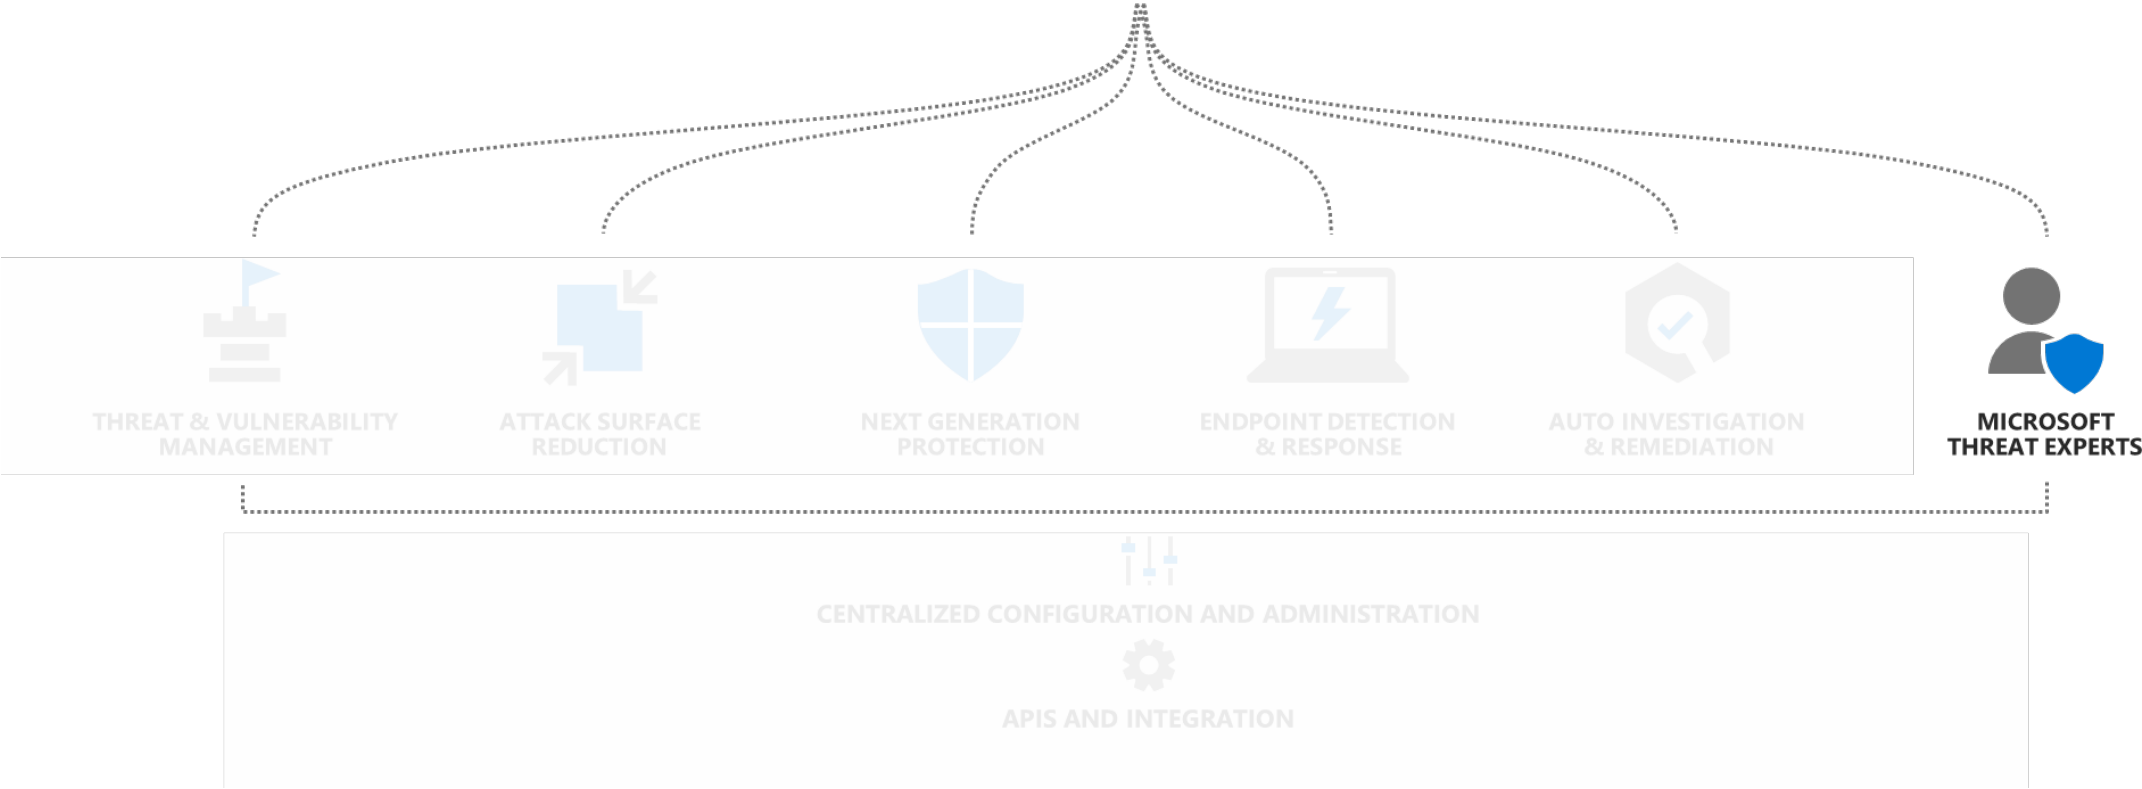 THREAT & VULNERABILITY
MANAGEMENT
ATTACK SURFACE
REDUCTION
NEXT GENERATION
PROTECTION
ENDPOINT DETECTION
& RESPONSE
AUTO INVESTIGATION
& REMEDIATION
MICROSOFT
THREAT EXPERTS
CENTRALIZED CONFIGURATION AND ADMINISTRATION
APIS AND INTEGRATION